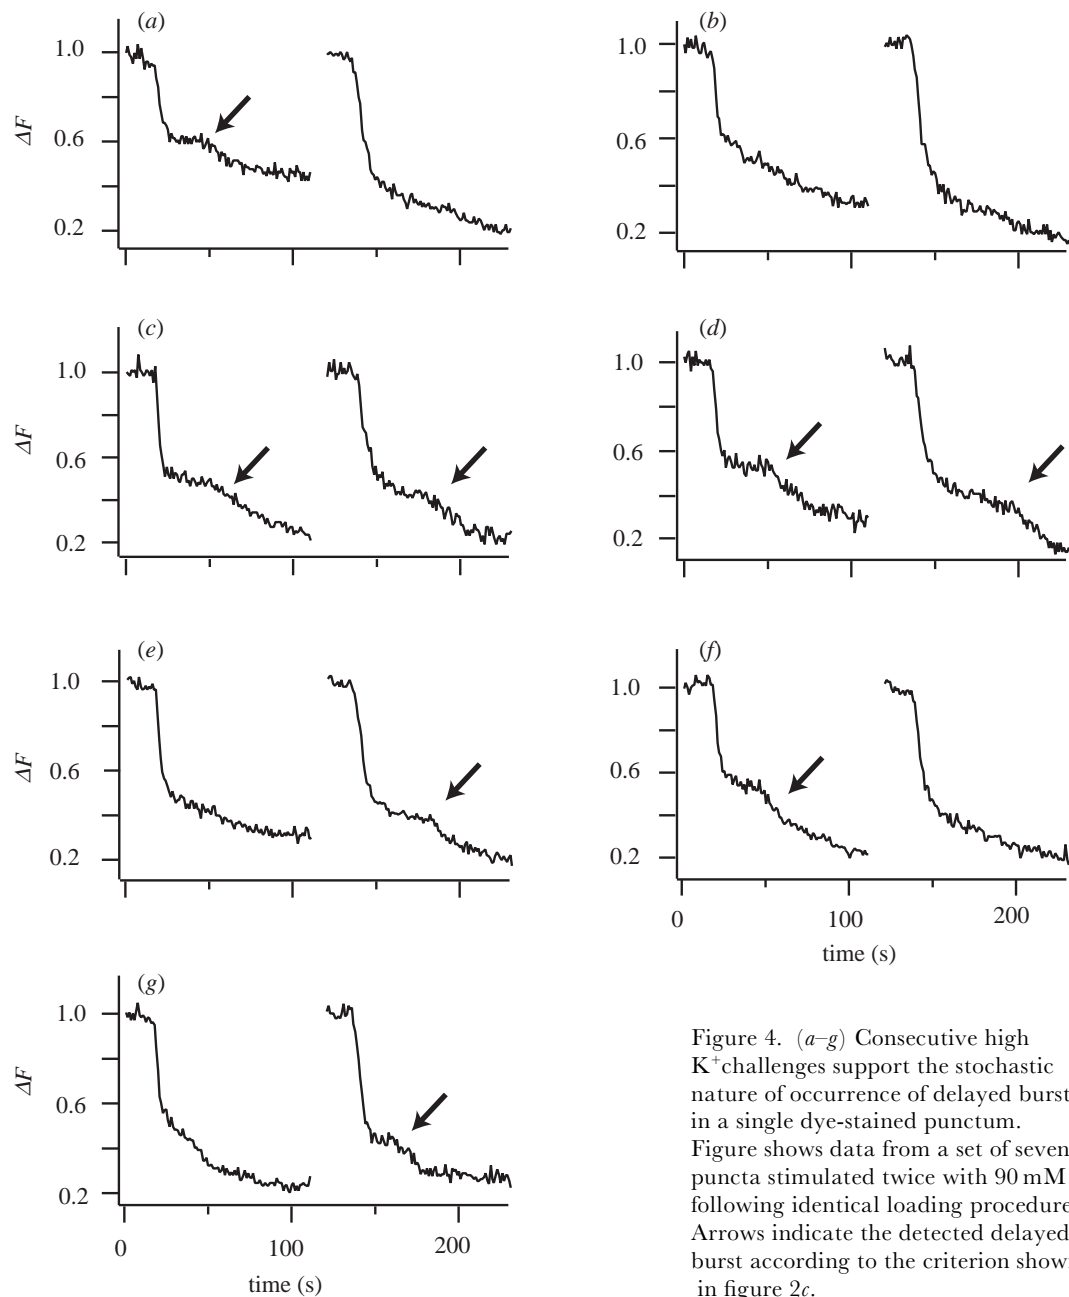 (a)
1.0
0.6
0.2
ΔF
(b)
1.0
0.6
0.2
(c)
1.0
0.6
0.2
ΔF
(d)
1.0
0.6
0.2
(e)
1.0
0.6
0.2
ΔF
(f)
1.0
0.6
0.2
0
100
200
time (s)
(g)
1.0
0.6
0.2
ΔF
0
100
200
time (s)
Figure 4. (a–g) Consecutive high
K+challenges support the stochastic
nature of occurrence of delayed burst
in a single dye-stained punctum.
Figure shows data from a set of seven
puncta stimulated twice with 90 mM
following identical loading procedure
Arrows indicate the detected delayed
burst according to the criterion show
in figure 2c.